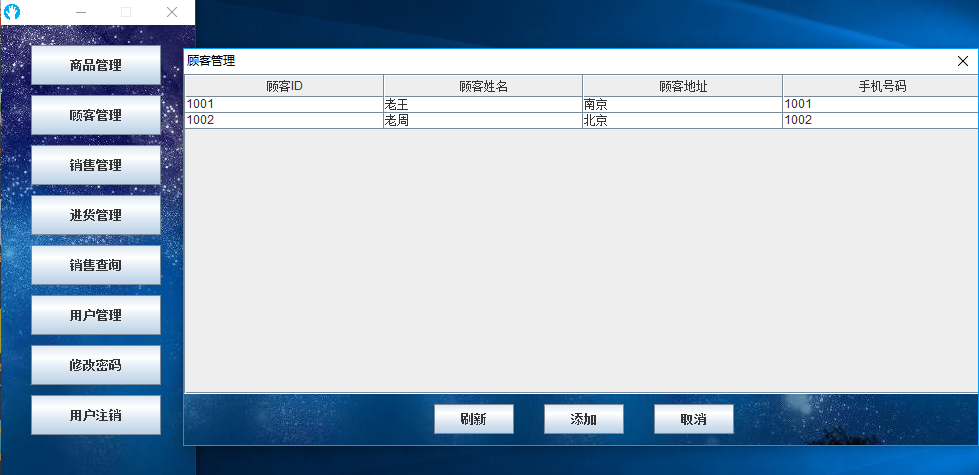 商品管理
顾客管理
销售管理
进货管理
销售查询
用户管理
修改密码
用户注销
顾客管理
顾客ID 顾客姓名 顾客地址 手机号码
1001 老王 南京 1001
1002 老周 北京 1002
刷新 添加 取消